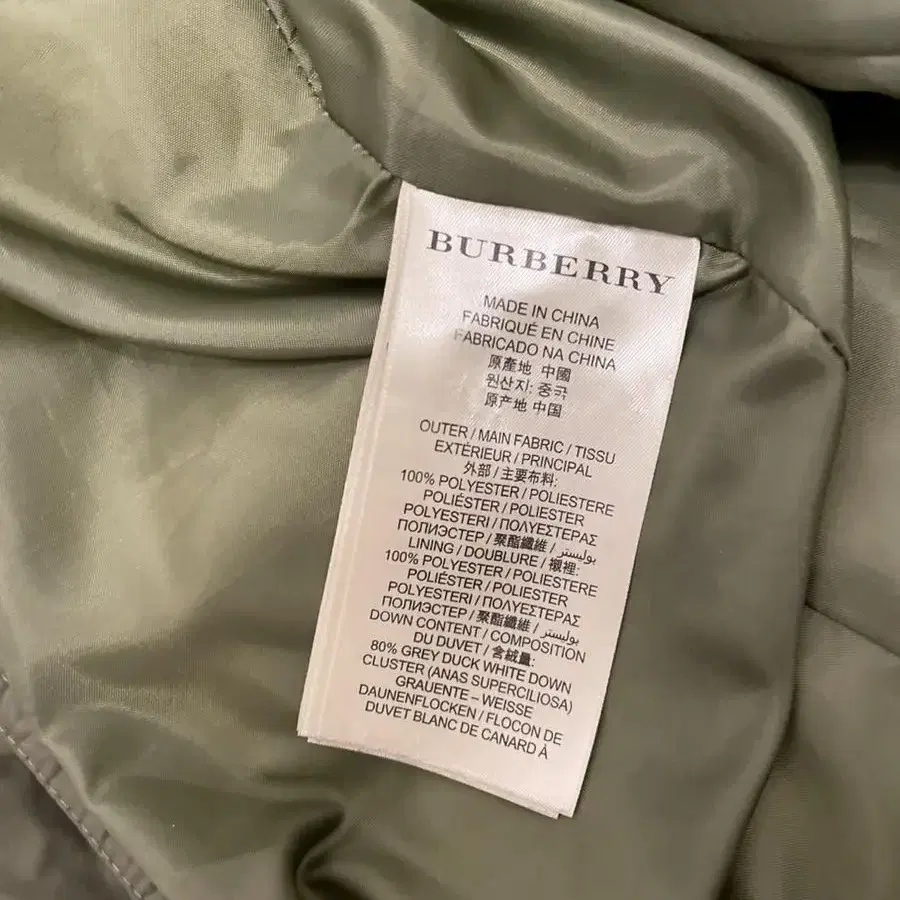 BURBERRY
MADE IN CHINA
FABRIQUÉ EN CHINE
FABRICADO NA CHINA
原產地 中國
원산지: 중국
原产地 中国
OUTER / MAIN FABRIC / TISSU
EXTÉRIEUR / PRINCIPAL
外部 / 主要布料:
100% POLYESTER / POLIESTERE
POLIÉSTER / POLIESTER
POLYESTERI / ΠΟΛΥΕΣΤΕΡΑΣ
ПОЛИЭСТЕР / 聚酯纖維 / بوليستر
LINING / DOUBLURE / 襯裡:
100% POLYESTER / POLIESTERE
POLIÉSTER / POLIESTER
POLYESTERI / ΠΟΛΥΕΣΤΕΡΑΣ
ПОЛИЭСТЕР / 聚酯纖維 / بوليستر
DOWN CONTENT / COMPOSITION
DU DUVET / 含絨量:
80% GREY DUCK WHITE DOWN
CLUSTER (ANAS SUPERCILIOSA)
GRAUENTE – WEISSE
DAUNENFLOCKEN / FLOCON DE
DUVET BLANC DE CANARD À